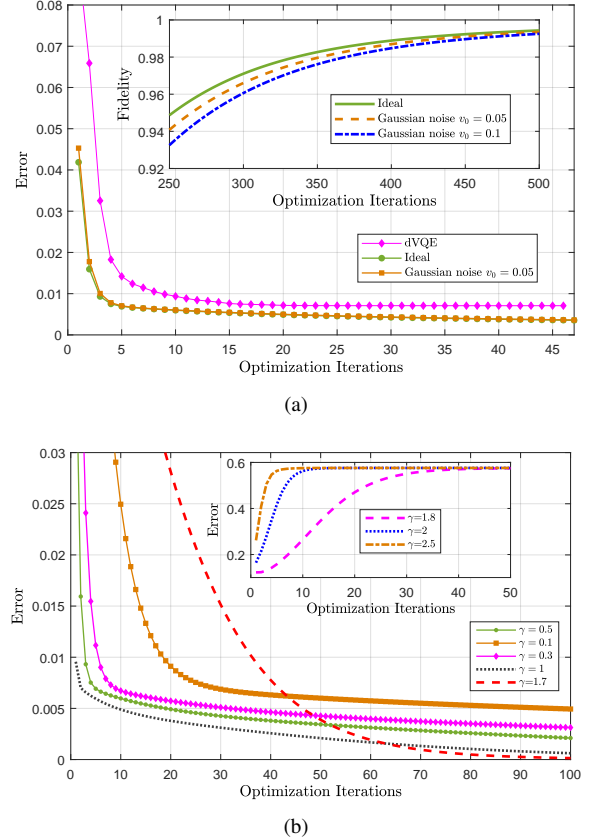 0.08
0.07
0.06
0.05
0.04
0.03
0.02
0.01
0
Error
1
0.98
0.96
0.94
0.92
Fidelity
Ideal
Gaussian noise v₀ = 0.05
Gaussian noise v₀ = 0.1
250 300 350 400 450 500
Optimization Iterations
dVQE
Ideal
Gaussian noise v₀ = 0.05
0 5 10 15 20 25 30 35 40 45
Optimization Iterations
(a)
0.03
0.025
0.02
0.015
0.01
0.005
0
Error
0.6
0.4
0.2
Error
γ=1.8
γ=2
γ=2.5
0 10 20 30 40 50
Optimization Iterations
γ = 0.5
γ = 0.1
γ = 0.3
γ = 1
γ=1.7
0 10 20 30 40 50 60 70 80 90 100
Optimization Iterations
(b)